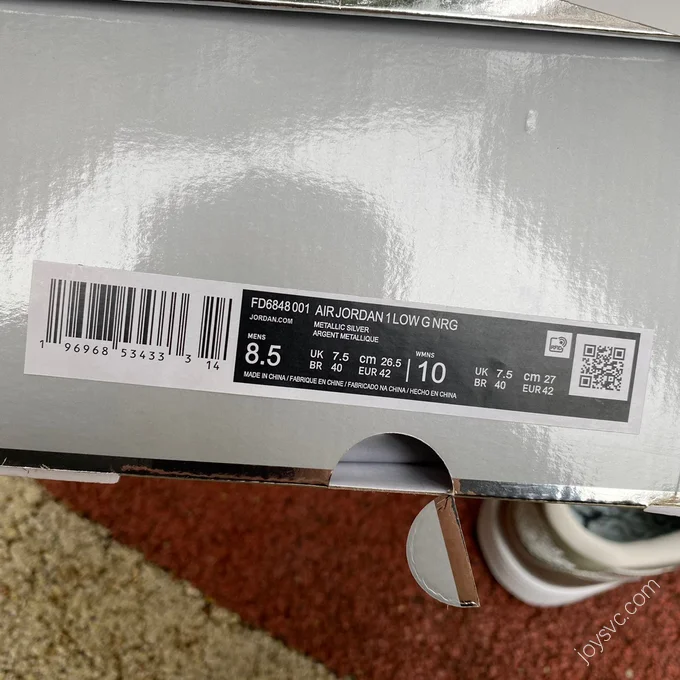 FD6848 001 AIR JORDAN 1 LOW G NRG
JORDAN.COM
METALLIC SILVER
ARGENT METALLIQUE
MENS
8.5
UK 7.5 cm 26.5
BR 40 EUR 42
WMNS
10
UK 7.5 cm 27
BR 40 EUR 42
MADE IN CHINA / FABRIQUE EN CHINE / FABRICADO NA CHINA / HECHO EN CHINA
1 96968 53433 3 14
joysvc.com